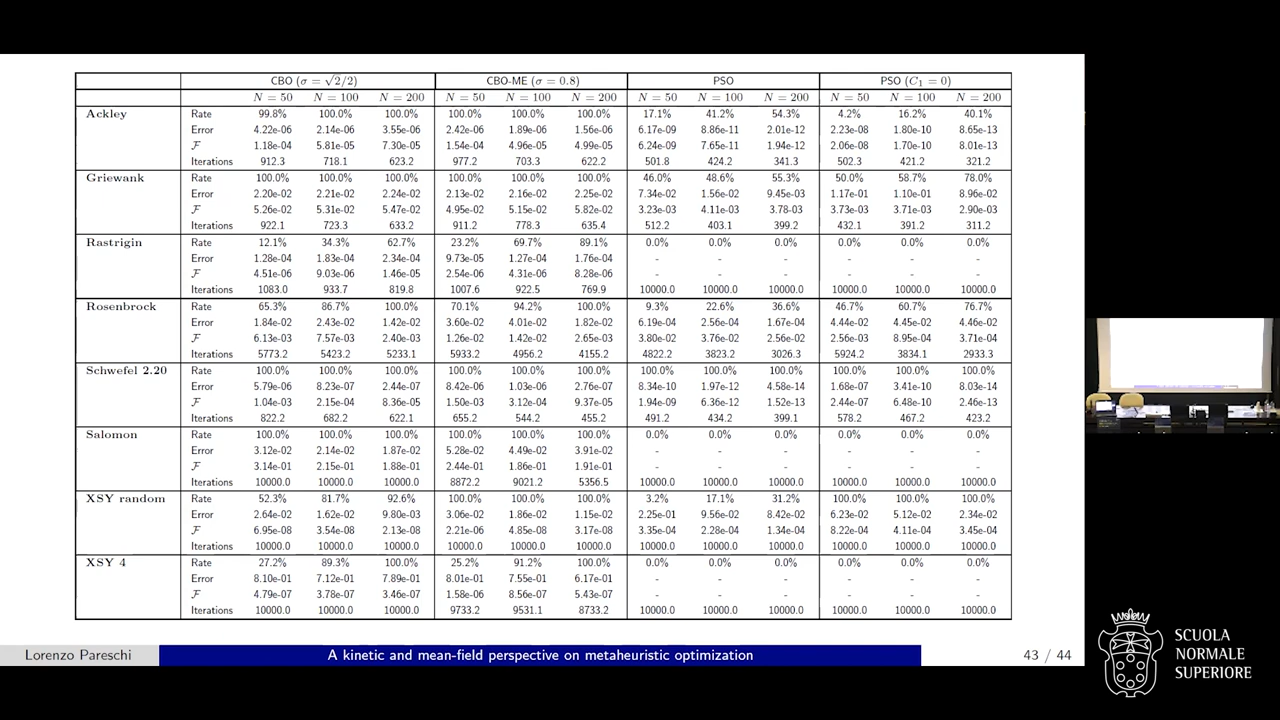 CBO (σ = √2/2) CBO-ME (σ = 0.8) PSO PSO (C₁ = 0)
N = 50 N = 100 N = 200 N = 50 N = 100 N = 200 N = 50 N = 100 N = 200 N = 50 N = 100 N = 200
Ackley Rate 99.8% 100.0% 100.0% 100.0% 100.0% 100.0% 17.1% 41.2% 54.3% 4.2% 16.2% 40.1%
Error 4.22e-06 2.14e-06 3.55e-06 2.42e-06 1.89e-06 1.56e-06 6.17e-09 8.86e-11 2.01e-12 2.23e-08 1.80e-10 8.65e-13
F 1.18e-04 5.81e-05 7.30e-05 1.54e-04 4.96e-05 4.99e-05 6.24e-09 7.65e-11 1.94e-12 2.06e-08 1.70e-10 8.01e-13
Iterations 912.3 718.1 623.2 977.2 703.3 622.2 501.8 424.2 341.3 502.3 421.2 321.2
Griewank Rate 100.0% 100.0% 100.0% 100.0% 100.0% 100.0% 46.0% 48.6% 55.3% 50.0% 58.7% 78.0%
Error 2.20e-02 2.21e-02 2.24e-02 2.13e-02 2.16e-02 2.25e-02 7.34e-02 1.56e-02 9.45e-03 1.17e-01 1.10e-01 8.96e-02
F 5.26e-02 5.31e-02 5.47e-02 4.95e-02 5.15e-02 5.82e-02 3.23e-03 4.11e-03 3.78-03 3.73e-03 3.71e-03 2.90e-03
Iterations 922.1 723.3 633.2 911.2 778.3 635.4 512.2 403.1 399.2 432.1 391.2 311.2
Rastrigin Rate 12.1% 34.3% 62.7% 23.2% 69.7% 89.1% 0.0% 0.0% 0.0% 0.0% 0.0% 0.0%
Error 1.28e-04 1.83e-04 2.34e-04 9.73e-05 1.27e-04 1.76e-04 - - - - - -
F 4.51e-06 9.03e-06 1.46e-05 2.54e-06 4.31e-06 8.28e-06 - - - - - -
Iterations 1083.0 933.7 819.8 1007.6 922.5 769.9 10000.0 10000.0 10000.0 10000.0 10000.0 10000.0
Rosenbrock Rate 65.3% 86.7% 100.0% 70.1% 94.2% 100.0% 9.3% 22.6% 36.6% 46.7% 60.7% 76.7%
Error 1.84e-02 2.43e-02 1.42e-02 3.60e-02 4.01e-02 1.82e-02 6.19e-04 2.56e-04 1.67e-04 4.44e-02 4.45e-02 4.46e-02
F 6.13e-03 7.57e-03 2.40e-03 1.26e-02 1.42e-02 2.65e-03 3.80e-02 3.76e-02 2.56e-02 2.56e-03 8.95e-04 3.71e-04
Iterations 5773.2 5423.2 5233.1 5933.2 4956.2 4155.2 4822.2 3823.2 3026.3 5924.2 3834.1 2933.3
Schwefel 2.20 Rate 100.0% 100.0% 100.0% 100.0% 100.0% 100.0% 100.0% 100.0% 100.0% 100.0% 100.0% 100.0%
Error 5.79e-06 8.23e-07 2.44e-07 8.42e-06 1.03e-06 2.76e-07 8.34e-10 1.97e-12 4.58e-14 1.68e-07 3.41e-10 8.03e-14
F 1.04e-03 2.15e-04 8.36e-05 1.50e-03 3.12e-04 9.37e-05 1.94e-09 6.36e-12 1.52e-13 2.44e-07 6.48e-10 2.46e-13
Iterations 822.2 682.2 622.1 655.2 544.2 455.2 491.2 434.2 399.1 578.2 467.2 423.2
Salomon Rate 100.0% 100.0% 100.0% 100.0% 100.0% 100.0% 0.0% 0.0% 0.0% 0.0% 0.0% 0.0%
Error 3.12e-02 2.14e-02 1.87e-02 5.28e-02 4.49e-02 3.91e-02 - - - - - -
F 3.14e-01 2.15e-01 1.88e-01 2.44e-01 1.86e-01 1.91e-01 - - - - - -
Iterations 10000.0 10000.0 10000.0 8872.2 9021.2 5356.5 10000.0 10000.0 10000.0 10000.0 10000.0 10000.0
XSY random Rate 52.3% 81.7% 92.6% 100.0% 100.0% 100.0% 3.2% 17.1% 31.2% 100.0% 100.0% 100.0%
Error 2.64e-02 1.62e-02 9.80e-03 3.06e-02 1.86e-02 1.15e-02 2.25e-01 9.56e-02 8.42e-02 6.23e-02 5.12e-02 2.34e-02
F 6.95e-08 3.54e-08 2.13e-08 2.21e-06 4.85e-08 3.17e-08 3.35e-04 2.28e-04 1.34e-04 8.22e-04 4.11e-04 3.45e-04
Iterations 10000.0 10000.0 10000.0 10000.0 10000.0 10000.0 10000.0 10000.0 10000.0 10000.0 10000.0 10000.0
XSY 4 Rate 27.2% 89.3% 100.0% 25.2% 91.2% 100.0% 0.0% 0.0% 0.0% 0.0% 0.0% 0.0%
Error 8.10e-01 7.12e-01 7.89e-01 8.01e-01 7.55e-01 6.17e-01 - - - - - -
F 4.79e-07 3.78e-07 3.46e-07 1.58e-06 8.56e-07 5.43e-07 - - - - - -
Iterations 10000.0 10000.0 10000.0 9733.2 9531.1 8733.2 10000.0 10000.0 10000.0 10000.0 10000.0 10000.0
Lorenzo Pareschi A kinetic and mean-field perspective on metaheuristic optimization 43 / 44
SCUOLA
NORMALE
SUPERIORE